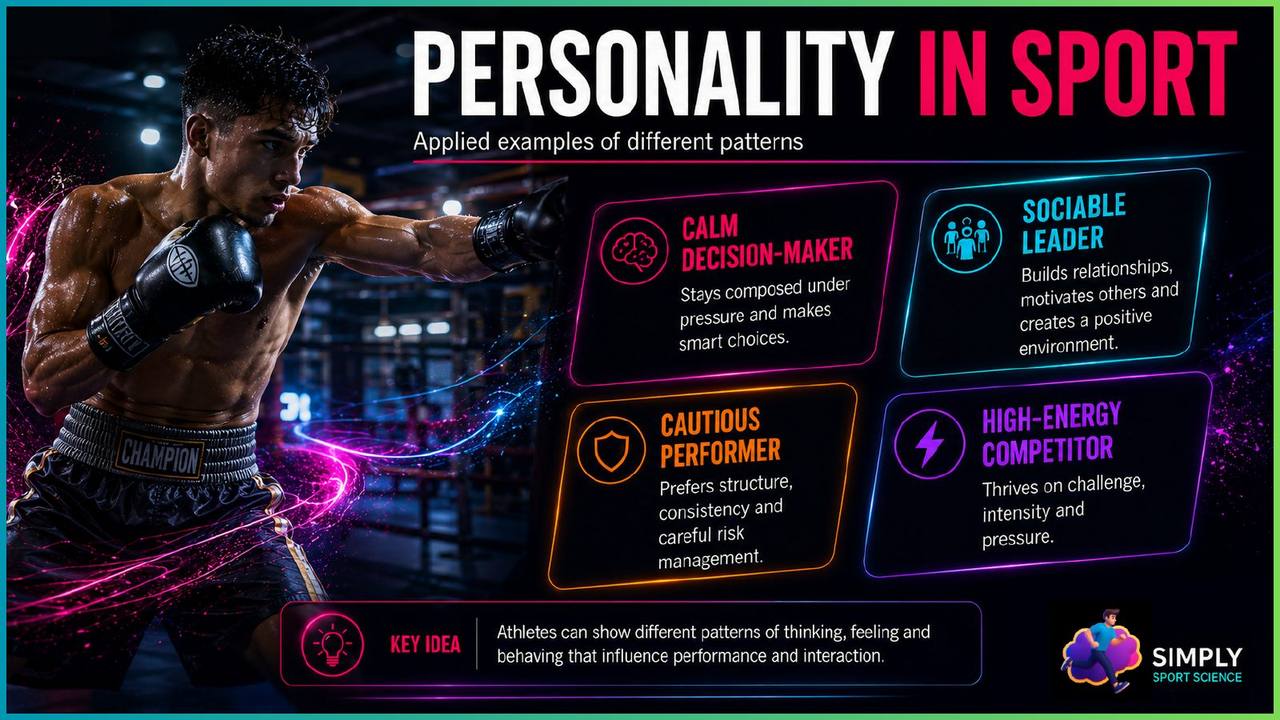 PERSONALITY IN SPORT
Applied examples of different patterns
CALM
DECISION-MAKER
Stays composed under
pressure and makes
smart choices.
SOCIABLE
LEADER
Builds relationships,
motivates others and
creates a positive
environment.
CAUTIOUS
PERFORMER
Prefers structure,
consistency and
careful risk
management.
HIGH-ENERGY
COMPETITOR
Thrives on challenge,
intensity and
pressure.
CHAMPION
KEY IDEA
Athletes can show different patterns of thinking, feeling and
behaving that influence performance and interaction.
SIMPLY
SPORT SCIENCE